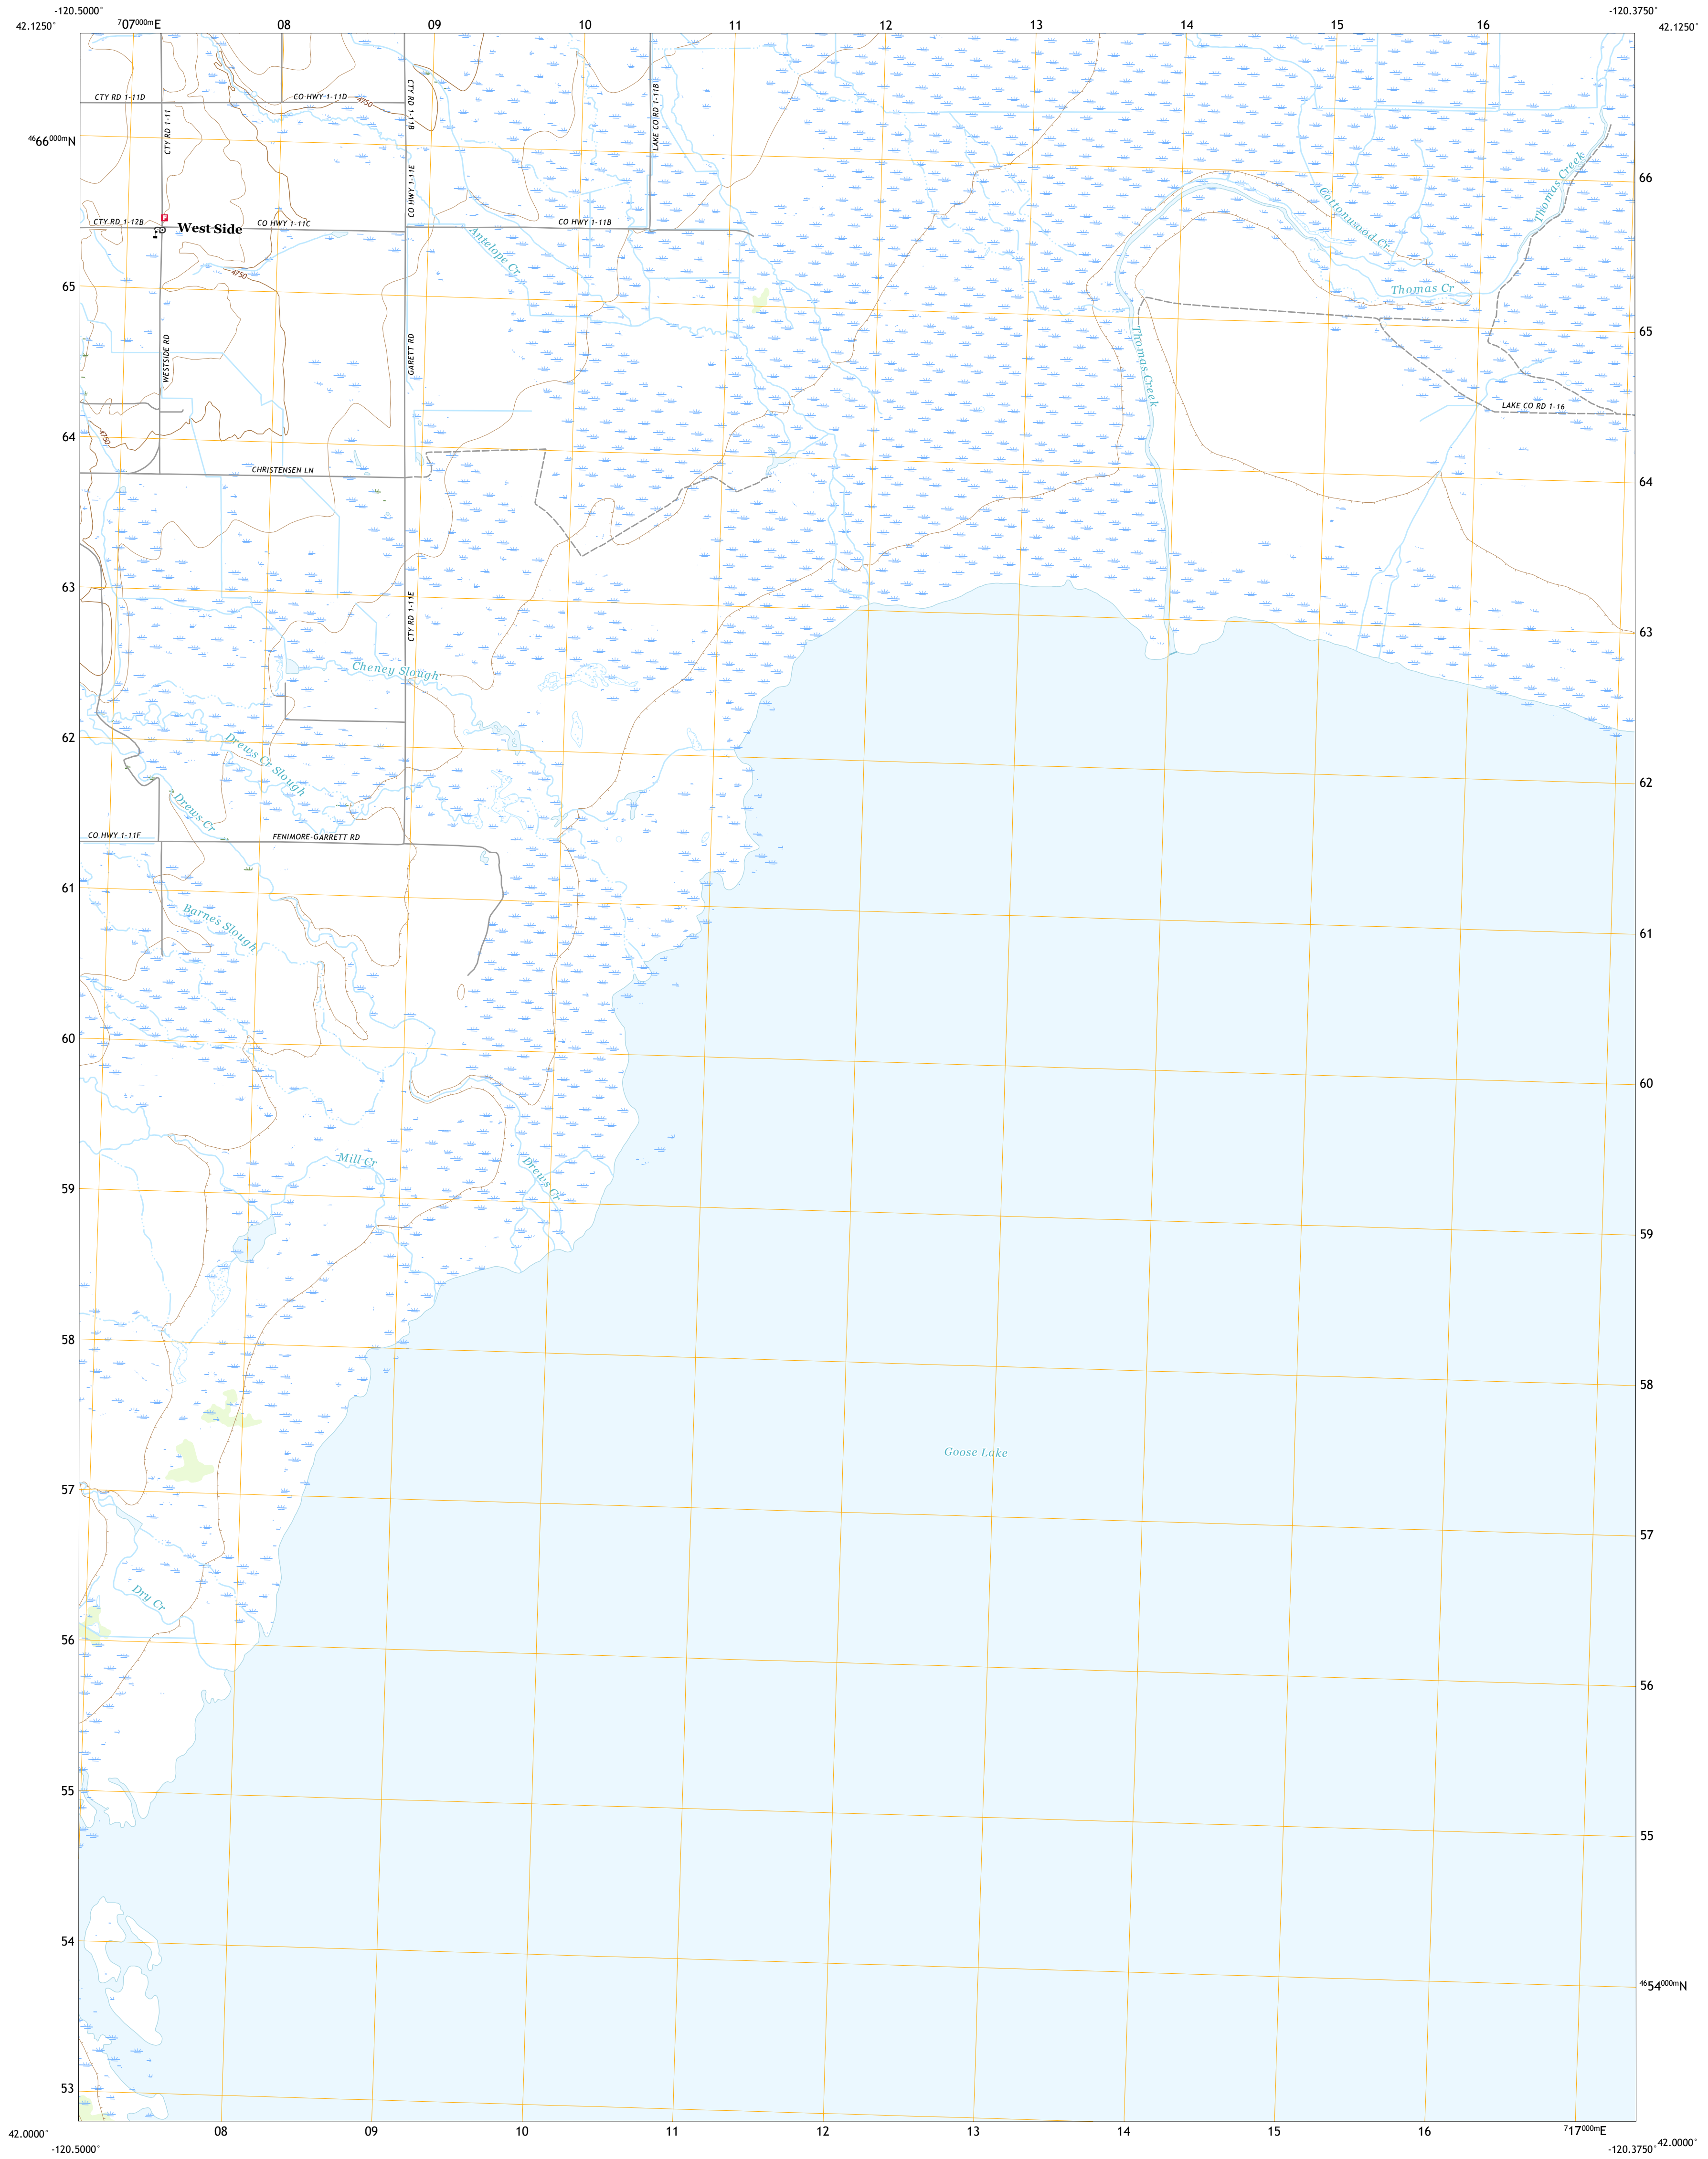 -120.5000°
-120.3750°
42.1250°
⁷07⁰⁰⁰ᵐE
08
09
10
11
12
13
14
15
16
42.1250°
CTY RD 1-11D
CO HWY 1-11D
4750
CTY RD 1-11
CTY RD 1-11B
LAKE CO RD 1-11B
⁴⁶66⁰⁰⁰ᵐN
66
Thomas Creek
CO HWY 1-11E
Cottonwood Cr
CTY RD 1-12B
West Side
CO HWY 1-11C
CO HWY 1-11B
Antelope Cr
4750
65
Thomas Cr
65
WESTSIDE RD
GARRETT RD
Thomas Creek
LAKE CO RD 1-16
64
4750
CHRISTENSEN LN
64
63
CTY RD 1-11E
63
Cheney Slough
62
Drews Cr Slough
62
Drews Cr
CO HWY 1-11F
FENIMORE-GARRETT RD
61
Barnes Slough
61
60
60
Mill Cr
Drews Cr
59
59
58
58
Goose Lake
57
57
Dry Cr
56
56
55
55
54
⁴⁶54⁰⁰⁰ᵐN
53
42.0000°
08
09
10
11
12
13
14
15
16
⁷17⁰⁰⁰ᵐE
42.0000°
-120.5000°
-120.3750°